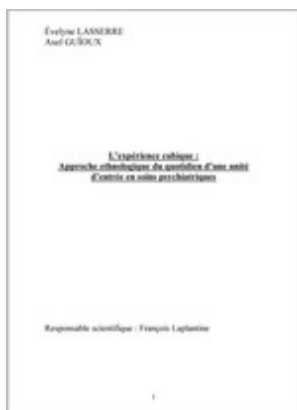 Évelyne LASSERRE
Axel GUÏOUX
L'expérience cubique :
Approche ethnologique du quotidien d'une unité
d'entrée en soins psychiatriques
Responsable scientifique : François Laplantine
1